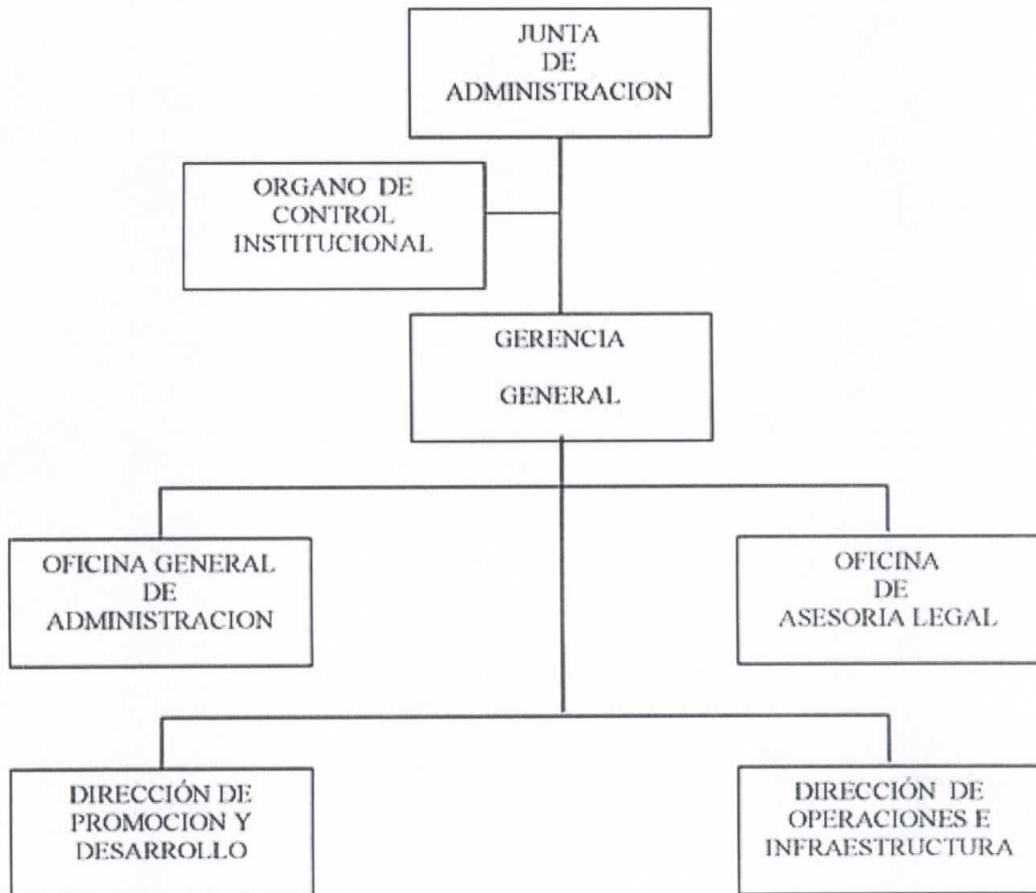 JUNTA
DE
ADMINISTRACION
ORGANO DE
CONTROL
INSTITUCIONAL
GERENCIA
GENERAL
OFICINA GENERAL
DE
ADMINISTRACION
OFICINA
DE
ASESORIA LEGAL
DIRECCIÓN DE
PROMOCION Y
DESARROLLO
DIRECCIÓN DE
OPERACIONES E
INFRAESTRUCTURA